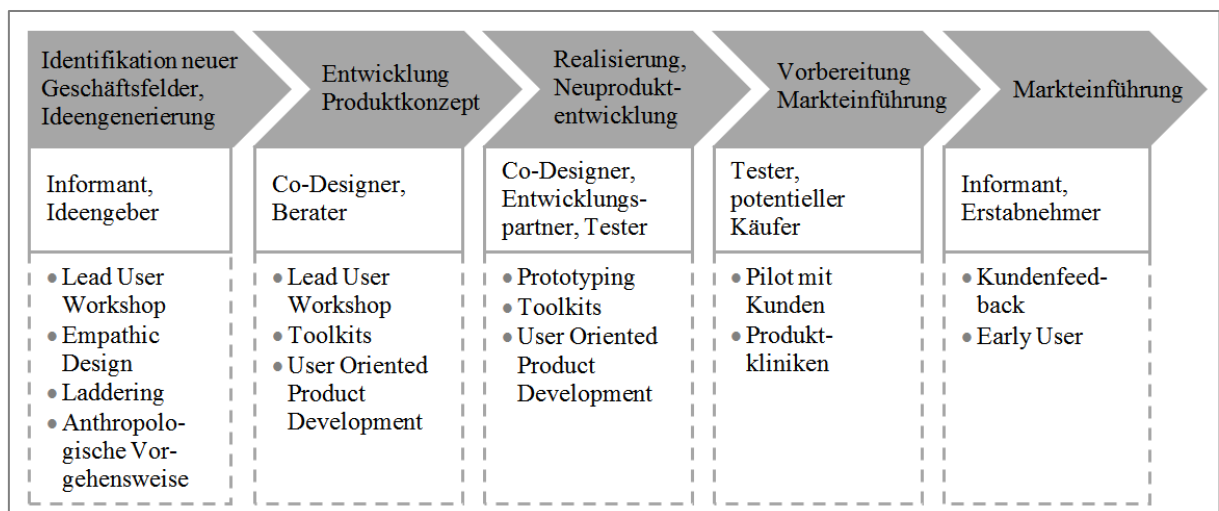 Identifikation neuer
Geschäftsfelder,
Ideengenerierung
Entwicklung
Produktkonzept
Realisierung,
Neuprodukt-
entwicklung
Vorbereitung
Markteinführung
Markteinführung
Informant,
Ideengeber
Co-Designer,
Berater
Co-Designer,
Entwicklungs-
partner, Tester
Tester,
potentieller
Käufer
Informant,
Erstabnehmer
• Lead User
Workshop
• Empathic
Design
• Laddering
• Anthropolo-
gische Vor-
gehensweise
• Lead User
Workshop
• Toolkits
• User Oriented
Product
Development
• Prototyping
• Toolkits
• User Oriented
Product
Development
• Pilot mit
Kunden
• Produkt-
kliniken
• Kundenfeed-
back
• Early User